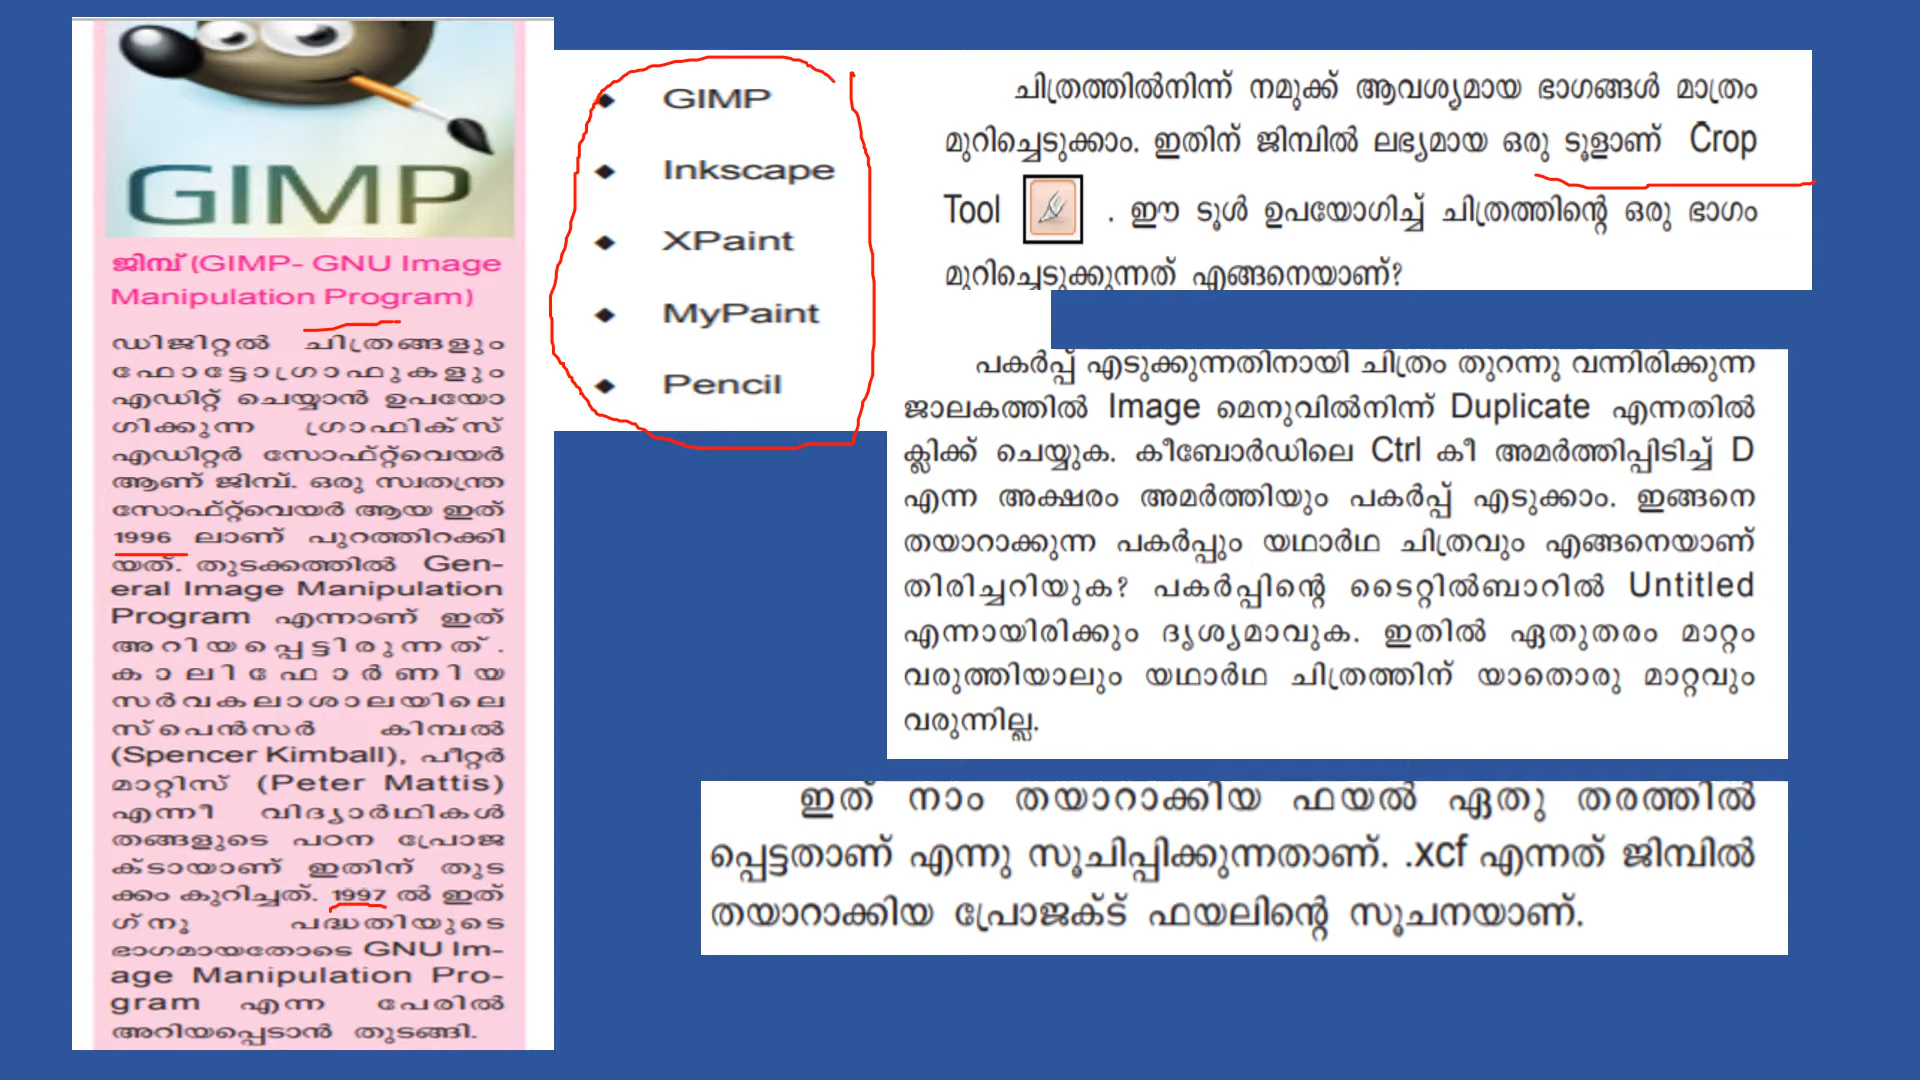 GIMP
ജിമ്പ് (GIMP- GNU Image
Manipulation Program)
ഡിജിറ്റൽ ചിത്രങ്ങളും
ഫോട്ടോഗ്രാഫുകളും
എഡിറ്റ് ചെയ്യാൻ ഉപയോ
ഗിക്കുന്ന ഗ്രാഫിക്സ്
എഡിറ്റർ സോഫ്റ്റ്‌വെയർ
ആണ് ജിമ്പ്. ഒരു സ്വതന്ത്ര
സോഫ്റ്റ്‌വെയർ ആയ ഇത്
1996 ലാണ് പുറത്തിറക്കി
യത്. തുടക്കത്തിൽ Gen-
eral Image Manipulation
Program എന്നാണ് ഇത്
അറിയപ്പെട്ടിരുന്നത്.
കാലിഫോർണിയ
സർവകലാശാലയിലെ
സ്പെൻസർ കിമ്പൽ
(Spencer Kimball), പീറ്റർ
മാറ്റിസ് (Peter Mattis)
എന്നീ വിദ്യാർഥികൾ
തങ്ങളുടെ പഠന പ്രോജ
ക്ടായാണ് ഇതിന് തുട
ക്കം കുറിച്ചത്. 1997 ൽ ഇത്
ഗ്നൂ പദ്ധതിയുടെ
ഭാഗമായതോടെ GNU Im-
age Manipulation Pro-
gram എന്ന പേരിൽ
അറിയപ്പെടാൻ തുടങ്ങി.
GIMP
Inkscape
XPaint
MyPaint
Pencil
ചിത്രത്തിൽനിന്ന് നമുക്ക് ആവശ്യമായ ഭാഗങ്ങൾ മാത്രം
മുറിച്ചെടുക്കാം. ഇതിന് ജിമ്പിൽ ലഭ്യമായ ഒരു ടൂളാണ് Crop
Tool . ഈ ടൂൾ ഉപയോഗിച്ച് ചിത്രത്തിന്റെ ഒരു ഭാഗം
മുറിച്ചെടുക്കുന്നത് എങ്ങനെയാണ്?
പകർപ്പ് എടുക്കുന്നതിനായി ചിത്രം തുറന്നു വന്നിരിക്കുന്ന
ജാലകത്തിൽ Image മെനുവിൽനിന്ന് Duplicate എന്നതിൽ
ക്ലിക്ക് ചെയ്യുക. കീബോർഡിലെ Ctrl കീ അമർത്തിപ്പിടിച്ച് D
എന്ന അക്ഷരം അമർത്തിയും പകർപ്പ് എടുക്കാം. ഇങ്ങനെ
തയാറാക്കുന്ന പകർപ്പും യഥാർഥ ചിത്രവും എങ്ങനെയാണ്
തിരിച്ചറിയുക? പകർപ്പിന്റെ ടൈറ്റിൽബാറിൽ Untitled
എന്നായിരിക്കും ദൃശ്യമാവുക. ഇതിൽ ഏതുതരം മാറ്റം
വരുത്തിയാലും യഥാർഥ ചിത്രത്തിന് യാതൊരു മാറ്റവും
വരുന്നില്ല.
ഇത് നാം തയാറാക്കിയ ഫയൽ ഏതു തരത്തിൽ
പ്പെട്ടതാണ് എന്നു സൂചിപ്പിക്കുന്നതാണ്. .xcf എന്നത് ജിമ്പിൽ
തയാറാക്കിയ പ്രോജക്ട് ഫയലിന്റെ സൂചനയാണ്.